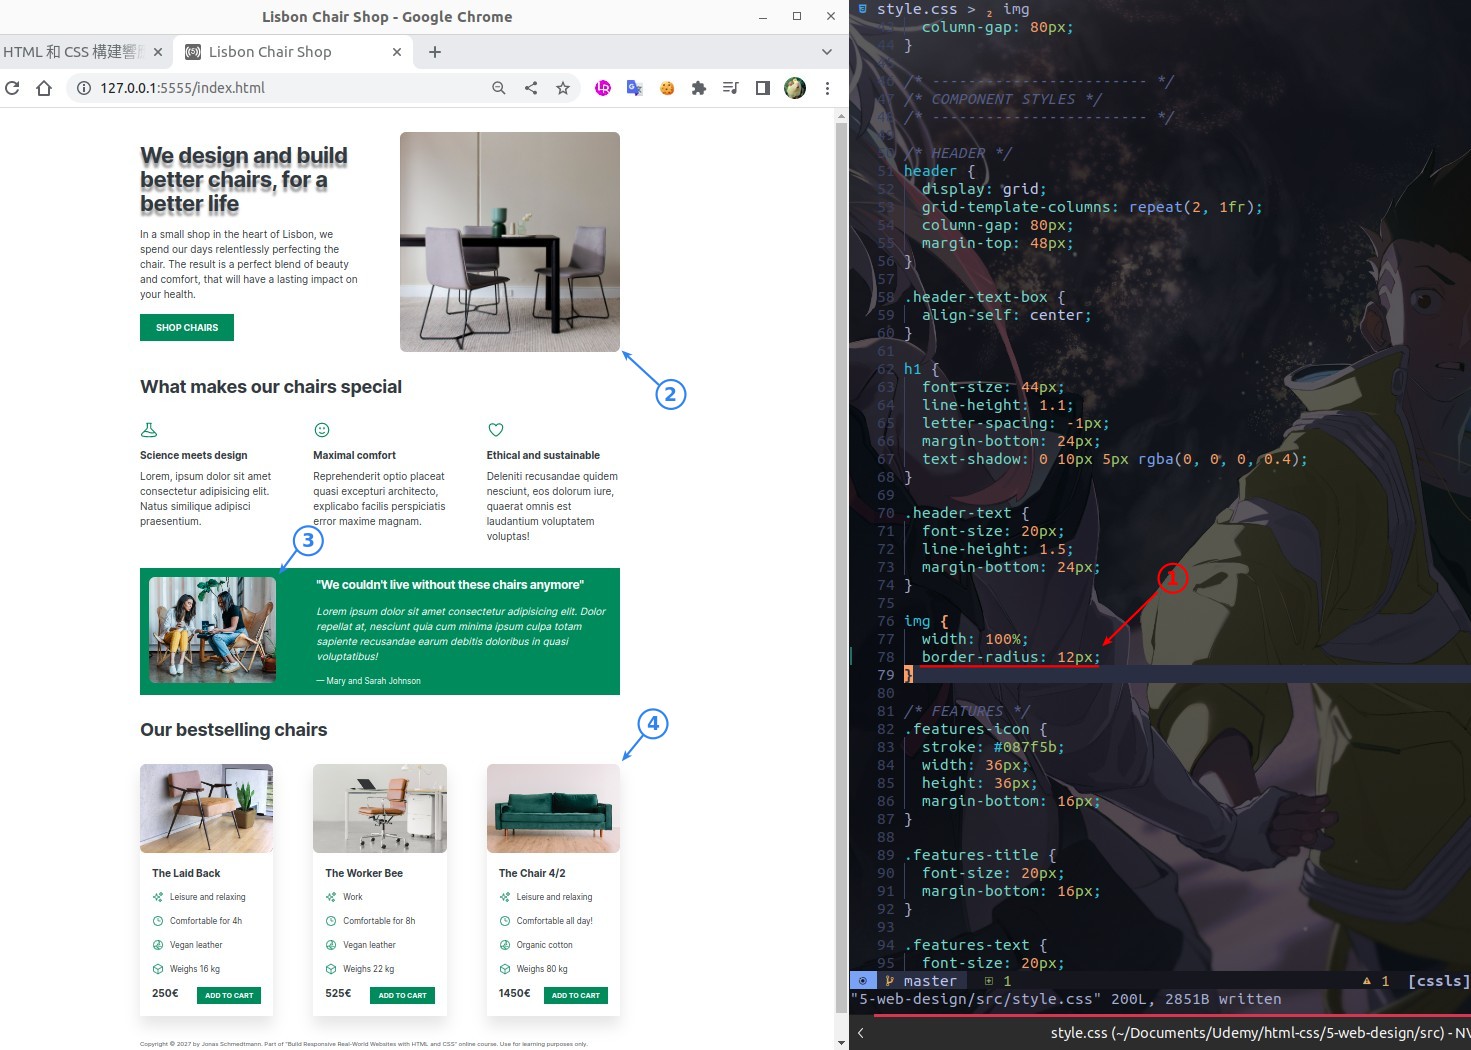 Lisbon Chair Shop - Google Chrome
HTML 和 CSS 構建響
Lisbon Chair Shop
127.0.0.1:5555/index.html
We design and build
better chairs, for a
better life
In a small shop in the heart of Lisbon, we
spend our days relentlessly perfecting the
chair. The result is a perfect blend of beauty
and comfort, that will have a lasting impact on
your health.
SHOP CHAIRS
2
What makes our chairs special
Science meets design
Lorem, ipsum dolor sit amet
consectetur adipisicing elit.
Natus similique adipisci
praesentium.
Maximal comfort
Reprehenderit optio placeat
quasi excepturi architecto,
explicabo facilis perspiciatis
error maxime magnam.
Ethical and sustainable
Deleniti recusandae quidem
nesciunt, eos dolorum iure,
quaerat omnis est
laudantium voluptatem
voluptas!
3
"We couldn't live without these chairs anymore"
Lorem ipsum dolor sit amet consectetur adipisicing elit. Dolor
repellat at, nesciunt quia cum minima ipsum culpa totam
sapiente recusandae earum debitis doloribus in quasi
voluptatibus!
— Mary and Sarah Johnson
4
Our bestselling chairs
The Laid Back
Leisure and relaxing
Comfortable for 4h
Vegan leather
Weighs 16 kg
250€
ADD TO CART
The Worker Bee
Work
Comfortable for 8h
Vegan leather
Weighs 22 kg
525€
ADD TO CART
The Chair 4/2
Leisure and relaxing
Comfortable all day!
Organic cotton
Weighs 80 kg
1450€
ADD TO CART
Copyright © 2027 by Jonas Schmedtmann. Part of "Build Responsive Real-World Websites with HTML and CSS" online course. Use for learning purposes only.
style.css > img
column-gap: 80px;
44 }
/* ------------------------ */
/* COMPONENT STYLES */
/* ------------------------ */
/* HEADER */
51 header {
52 display: grid;
53 grid-template-columns: repeat(2, 1fr);
54 column-gap: 80px;
55 margin-top: 48px;
56 }
57
58 .header-text-box {
59 align-self: center;
60 }
61
62 h1 {
63 font-size: 44px;
64 line-height: 1.1;
65 letter-spacing: -1px;
66 margin-bottom: 24px;
67 text-shadow: 0 10px 5px rgba(0, 0, 0, 0.4);
68 }
69
70 .header-text {
71 font-size: 20px;
72 line-height: 1.5;
73 margin-bottom: 24px;
74 }
75
1
76 img {
77 width: 100%;
78 border-radius: 12px;
79 }
80
81 /* FEATURES */
82 .features-icon {
83 stroke: #087f5b;
84 width: 36px;
85 height: 36px;
86 margin-bottom: 16px;
87 }
88
89 .features-title {
90 font-size: 20px;
91 margin-bottom: 16px;
92 }
93
94 .features-text {
95 font-size: 20px;
master 1 1 [cssls]
"5-web-design/src/style.css" 200L, 2851B written
style.css (~/Documents/Udemy/html-css/5-web-design/src) - NV